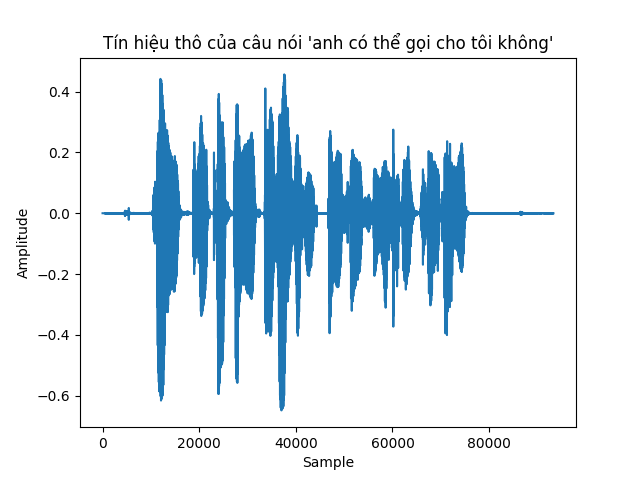 Tín hiệu thô của câu nói 'anh có thể gọi cho tôi không'
0.4
0.2
0.0
−0.2
−0.4
−0.6
Amplitude
0 20000 40000 60000 80000
Sample